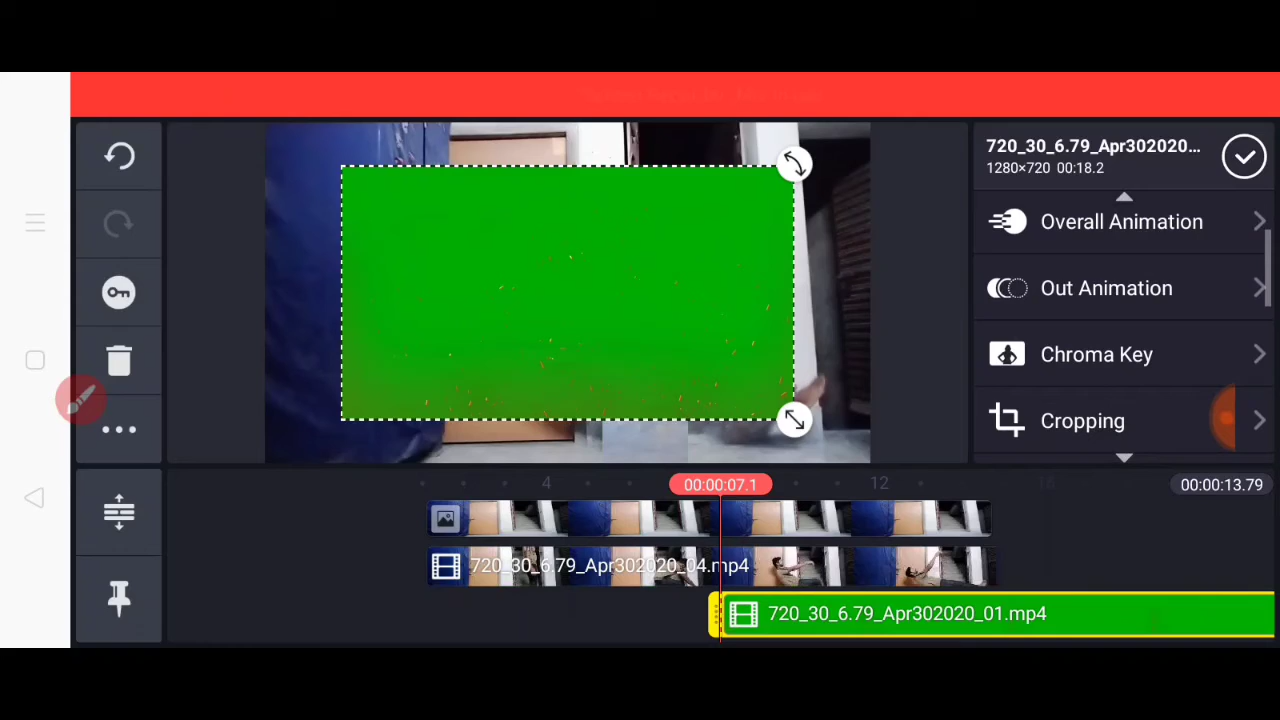 720_30_6.79_Apr302020...
1280×720 00:18.2
Overall Animation
Out Animation
Chroma Key
Cropping
4
00:00:07.1
12
16
00:00:13.79
720_30_6.79_Apr302020_04.mp4
720_30_6.79_Apr302020_01.mp4